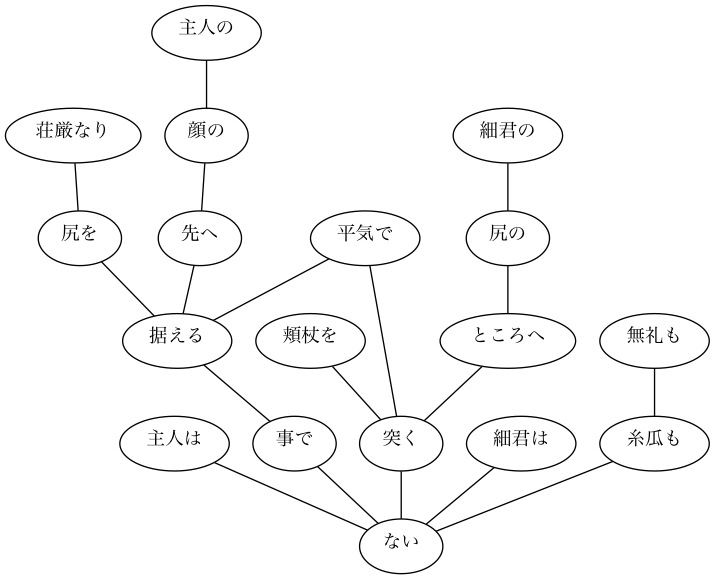 主人の
荘厳なり
顔の
細君の
尻を
先へ
平気で
尻の
据える
頬杖を
ところへ
無礼も
主人は
事で
突く
細君は
糸瓜も
ない